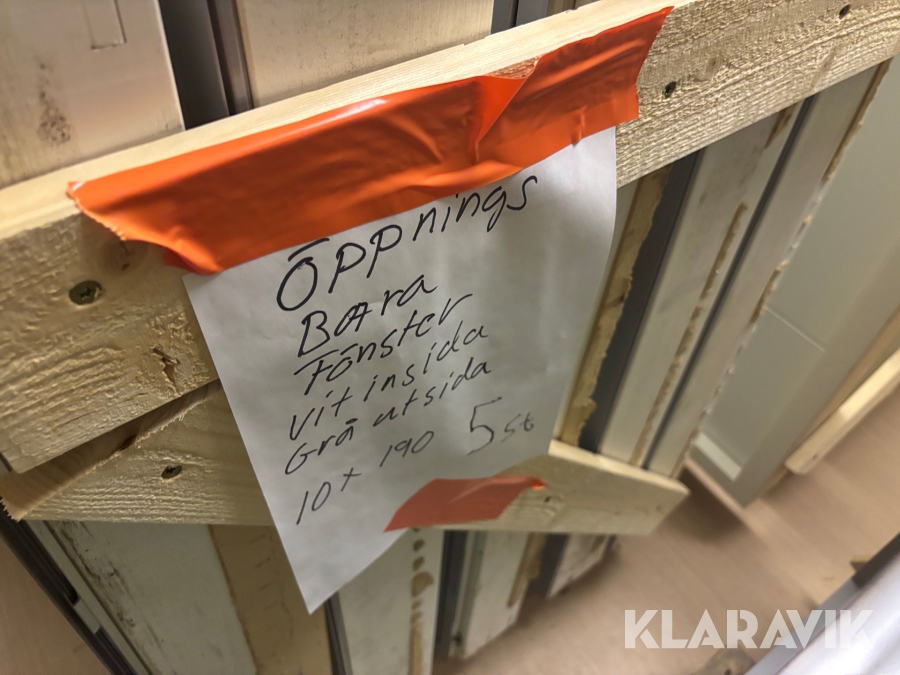 Öppnings
Bara
Fönster
Vit insida
Grå utsida
10x 190 5st
KLARAVIK